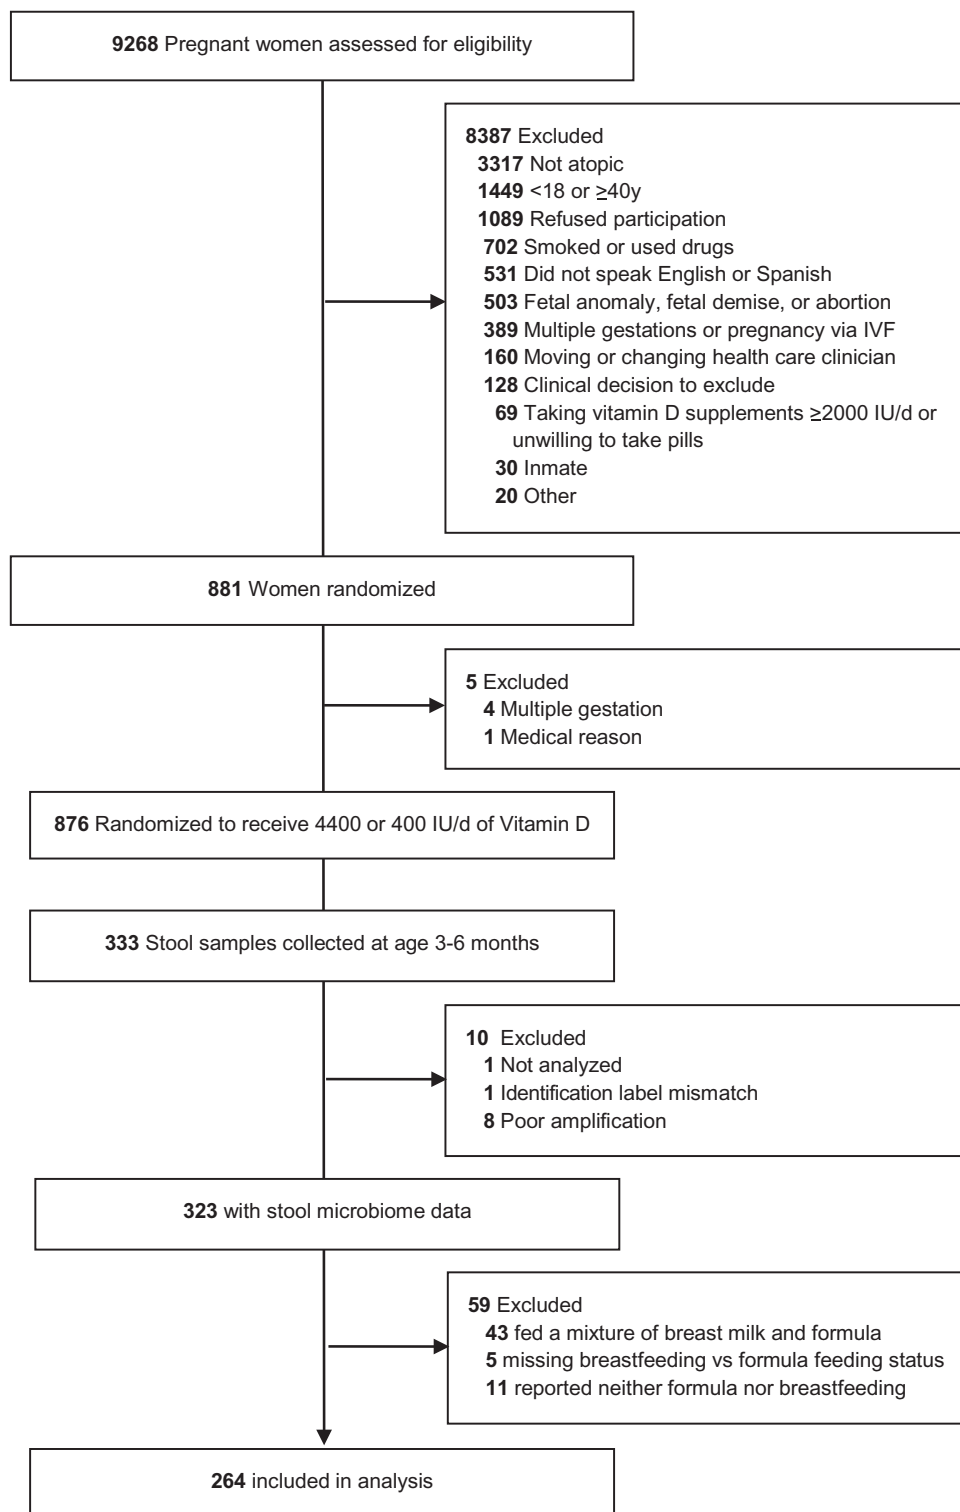 9268 Pregnant women assessed for eligibility
8387 Excluded
3317 Not atopic
1449 <18 or ≥40y
1089 Refused participation
702 Smoked or used drugs
531 Did not speak English or Spanish
503 Fetal anomaly, fetal demise, or abortion
389 Multiple gestations or pregnancy via IVF
160 Moving or changing health care clinician
128 Clinical decision to exclude
69 Taking vitamin D supplements ≥2000 IU/d or
unwilling to take pills
30 Inmate
20 Other
881 Women randomized
5 Excluded
4 Multiple gestation
1 Medical reason
876 Randomized to receive 4400 or 400 IU/d of Vitamin D
333 Stool samples collected at age 3-6 months
10 Excluded
1 Not analyzed
1 Identification label mismatch
8 Poor amplification
323 with stool microbiome data
59 Excluded
43 fed a mixture of breast milk and formula
5 missing breastfeeding vs formula feeding status
11 reported neither formula nor breastfeeding
264 included in analysis